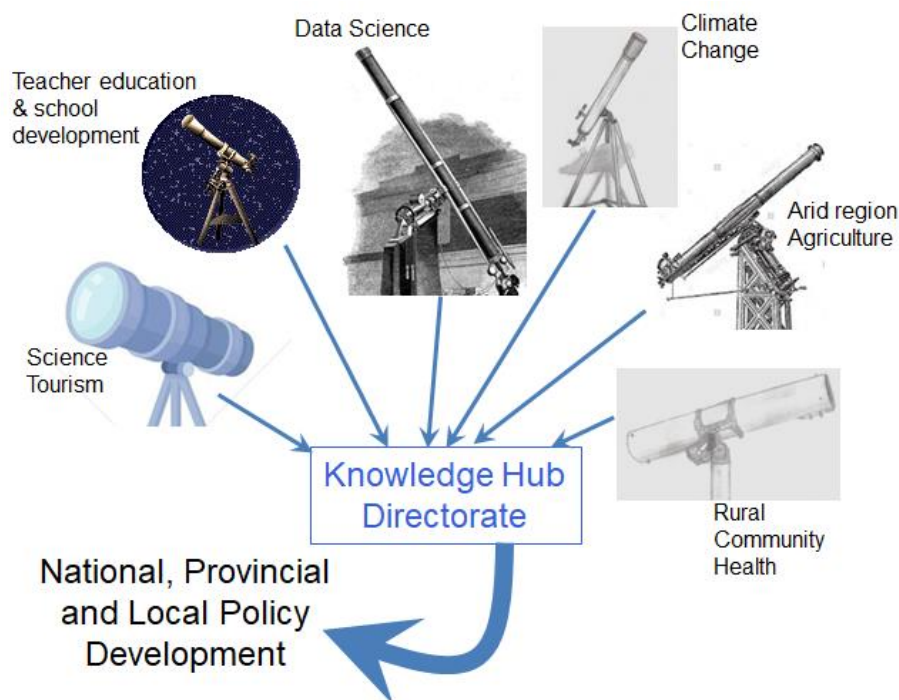 Data Science
Climate
Change
Teacher education
& school
development
Arid region
Agriculture
Science
Tourism
Knowledge Hub
Directorate
Rural
Community
Health
National, Provincial
and Local Policy
Development